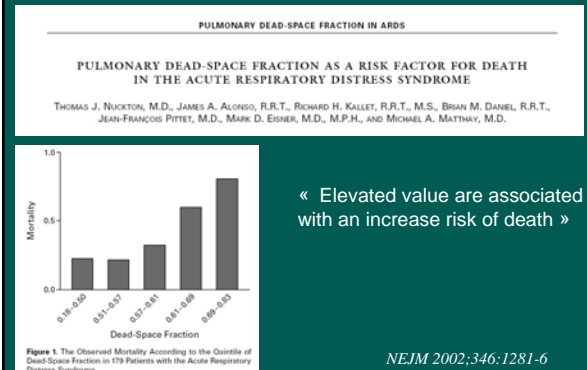 PULMONARY DEAD-SPACE FRACTION IN ARDS
PULMONARY DEAD-SPACE FRACTION AS A RISK FACTOR FOR DEATH
IN THE ACUTE RESPIRATORY DISTRESS SYNDROME
THOMAS J. NUCKTON, M.D., JAMES A. ALONSO, R.R.T., RICHARD H. KALLET, R.R.T., M.S., BRIAN M. DANIEL, R.R.T.,
JEAN-FRANÇOIS PITTET, M.D., MARK D. EISNER, M.D., M.P.H., AND MICHAEL A. MATTHAY, M.D.
1.0
0.5
0.0
Mortality
0.18–0.50
0.51–0.57
0.57–0.61
0.61–0.69
0.69–0.83
Dead-Space Fraction
Figure 1. The Observed Mortality According to the Quintile of
Dead-Space Fraction in 179 Patients with the Acute Respiratory
Distress Syndrome.
« Elevated value are associated
with an increase risk of death »
NEJM 2002;346:1281-6